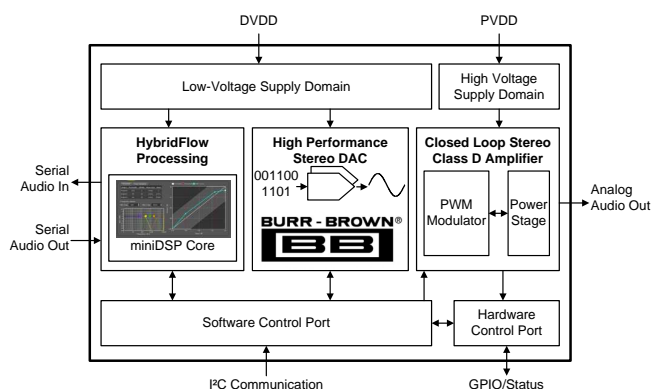 DVDD
PVDD
Low-Voltage Supply Domain
High Voltage
Supply Domain
HybridFlow
Processing
High Performance
Stereo DAC
Closed Loop Stereo
Class D Amplifier
Serial
Audio In
Serial
Audio Out
miniDSP Core
001100
1101
BURR - BROWN®
BB
PWM
Modulator
Power
Stage
Analog
Audio Out
Software Control Port
Hardware
Control Port
I²C Communication
GPIO/Status